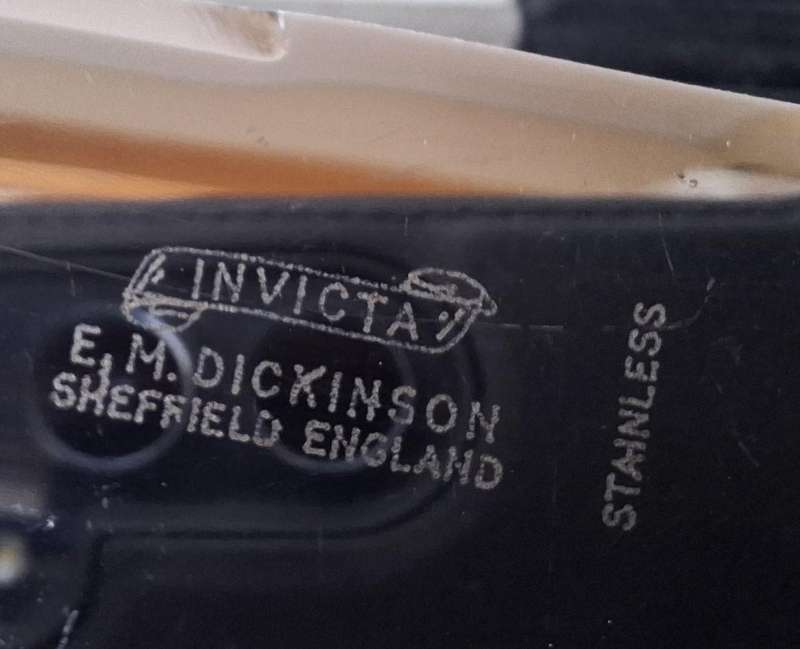 INVICTA
E. M. DICKINSON
SHEFFIELD ENGLAND
STAINLESS